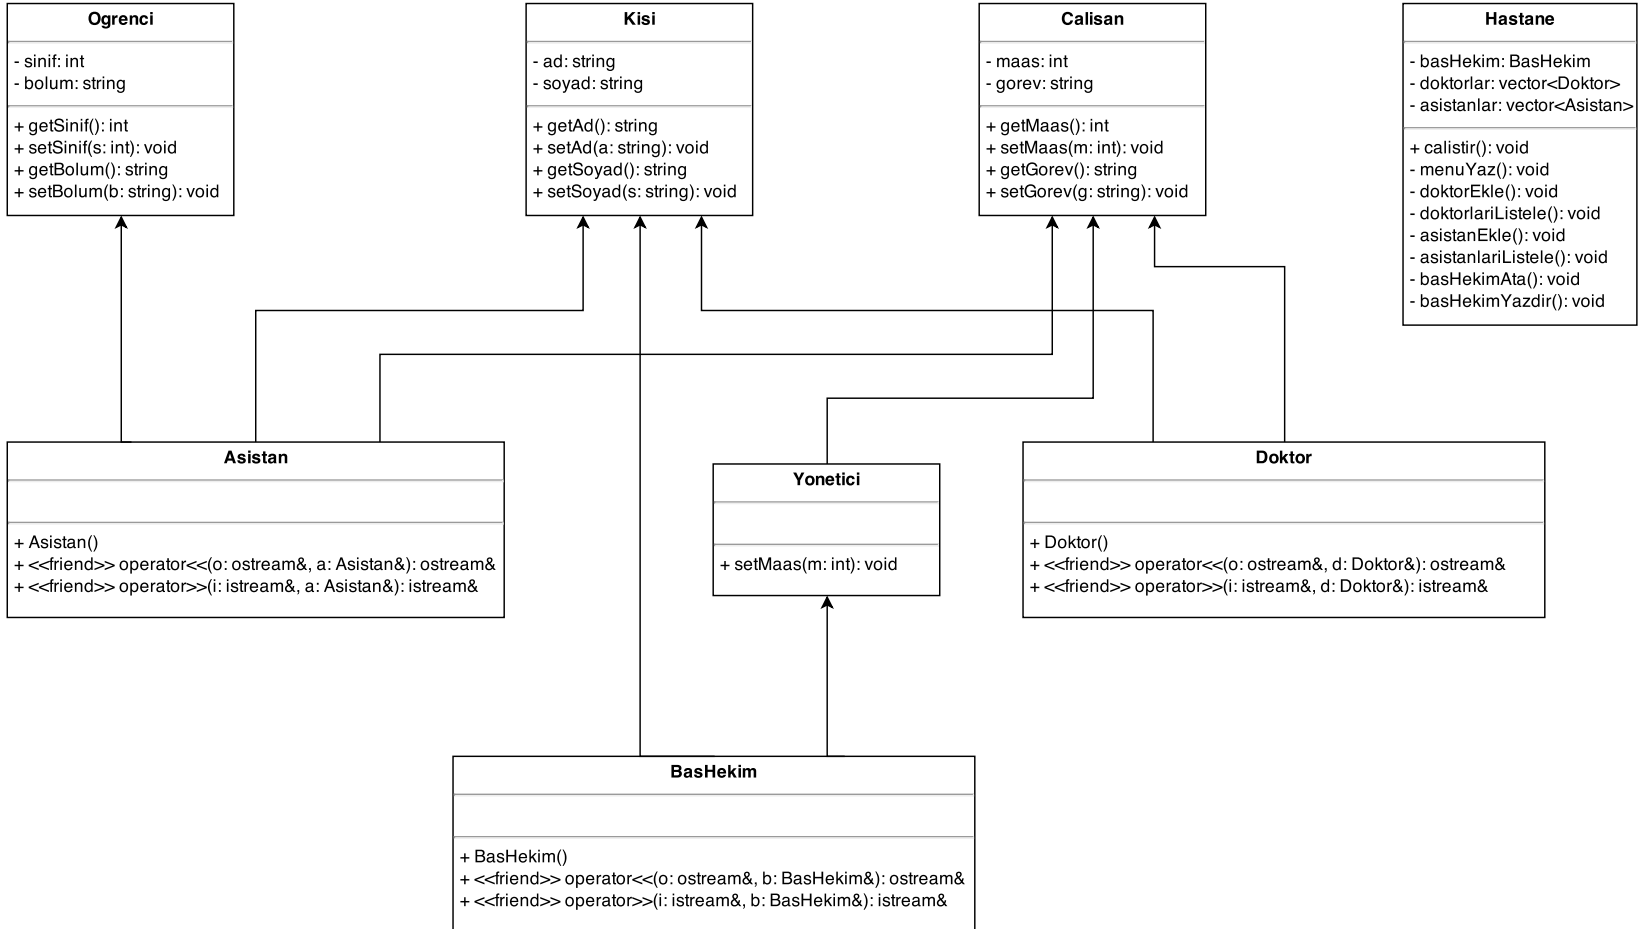 Ogrenci
- sinif: int
- bolum: string
+ getSinif(): int
+ setSinif(s: int): void
+ getBolum(): string
+ setBolum(b: string): void
Kisi
- ad: string
- soyad: string
+ getAd(): string
+ setAd(a: string): void
+ getSoyad(): string
+ setSoyad(s: string): void
Calisan
- maas: int
- gorev: string
+ getMaas(): int
+ setMaas(m: int): void
+ getGorev(): string
+ setGorev(g: string): void
Hastane
- basHekim: BasHekim
- doktorlar: vector<Doktor>
- asistanlar: vector<Asistan>
+ calistir(): void
- menuYaz(): void
- doktorEkle(): void
- doktorlariListele(): void
- asistanEkle(): void
- asistanlariListele(): void
- basHekimAta(): void
- basHekimYazdir(): void
Asistan
+ Asistan()
+ <<friend>> operator<<(o: ostream&, a: Asistan&): ostream&
+ <<friend>> operator>>(i: istream&, a: Asistan&): istream&
Yonetici
+ setMaas(m: int): void
Doktor
+ Doktor()
+ <<friend>> operator<<(o: ostream&, d: Doktor&): ostream&
+ <<friend>> operator>>(i: istream&, d: Doktor&): istream&
BasHekim
+ BasHekim()
+ <<friend>> operator<<(o: ostream&, b: BasHekim&): ostream&
+ <<friend>> operator>>(i: istream&, b: BasHekim&): istream&